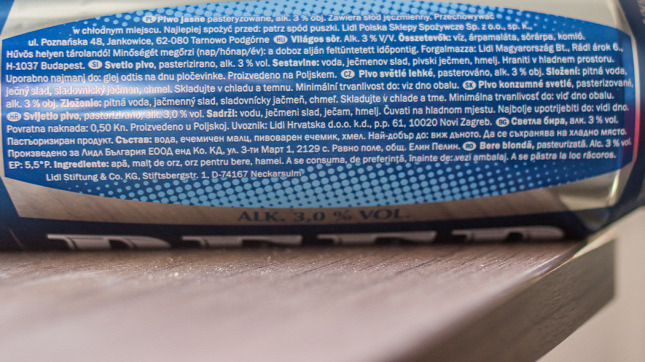 PL Piwo jasne pasteryzowane, alk. 3 % obj. Zawiera słód jęczmienny. Przechowywać
w chłodnym miejscu. Najlepiej spożyć przed: patrz spód puszki. Lidl Polska Sklepy Spożywcze Sp. z o.o. sp. k.,
ul. Poznańska 48, Jankowice, 62-080 Tarnowo Podgórne HU Világos sör. Alk. 3 % V/V. Összetevők: víz, árpamaláta, sörárpa, komló.
Hűvös helyen tárolandó! Minőségét megőrzi (nap/hónap/év): a doboz alján feltüntetett időpontig. Forgalmazza: Lidl Magyarország Bt., Rádl árok 6.,
H-1037 Budapest. SI Svetlo pivo, pasterizirano, alk. 3 % vol. Sestavine: voda, ječmenov slad, pivski ječmen, hmelj. Hraniti v hladnem prostoru.
Uporabno najmanj do: glej odtis na dnu pločevinke. Proizvedeno na Poljskem. CZ Pivo světlé lehké, pasterováno, alk. 3 % obj. Složení: pitná voda,
ječný slad, sladovnický ječmen, chmel. Skladujte v chladu a temnu. Minimální trvanlivost do: viz dno obalu. SK Pivo konzumné svetlé, pasterizované,
alk. 3 % obj. Zloženie: pitná voda, jačmenný slad, sladovnícky jačmeň, chmeľ. Skladujte v chlade a tme. Minimálna trvanlivosť do: viď dno obalu.
HR Svijetlo pivo, pasterizirano, alk. 3,0 % vol. Sadrži: vodu, ječmeni slad, ječam, hmelj. Čuvati na hladnom mjestu. Najbolje upotrijebiti do: vidi dno.
Povratna naknada: 0,50 Kn. Proizvedeno u Poljskoj. Uvoznik: Lidl Hrvatska d.o.o. k.d., p.p. 61, 10020 Novi Zagreb. BG Светла бира, алк. 3 % vol.
Пастьоризиран продукт. Състав: вода, ечемичен малц, пивоварен ечемик, хмел. Най-добър до: виж дъното. Да се съхранява на хладно място.
Произведено за Лидл България ЕООД енд Ко. КД, ул. 3-ти Март 1, 2129 с. Равно поле, общ. Елин Пелин. RO Bere blondă, pasteurizată. Alc. 3 % vol.
EP: 5,5°P. Ingrediente: apă, malţ de orz, orz pentru bere, hamei. A se consuma, de preferinţă, înainte de: vezi ambalaj. A se păstra la loc răcoros.
Lidl Stiftung & Co. KG, Stiftsbergstr. 1, D-74167 Neckarsulm
ALK. 3,0 % VOL.
BEER